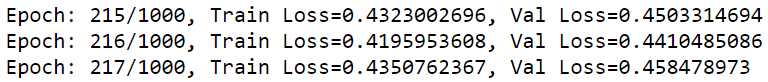 Epoch: 215/1000, Train Loss=0.4323002696, Val Loss=0.4503314694
Epoch: 216/1000, Train Loss=0.4195953608, Val Loss=0.4410485086
Epoch: 217/1000, Train Loss=0.4350762367, Val Loss=0.458478973